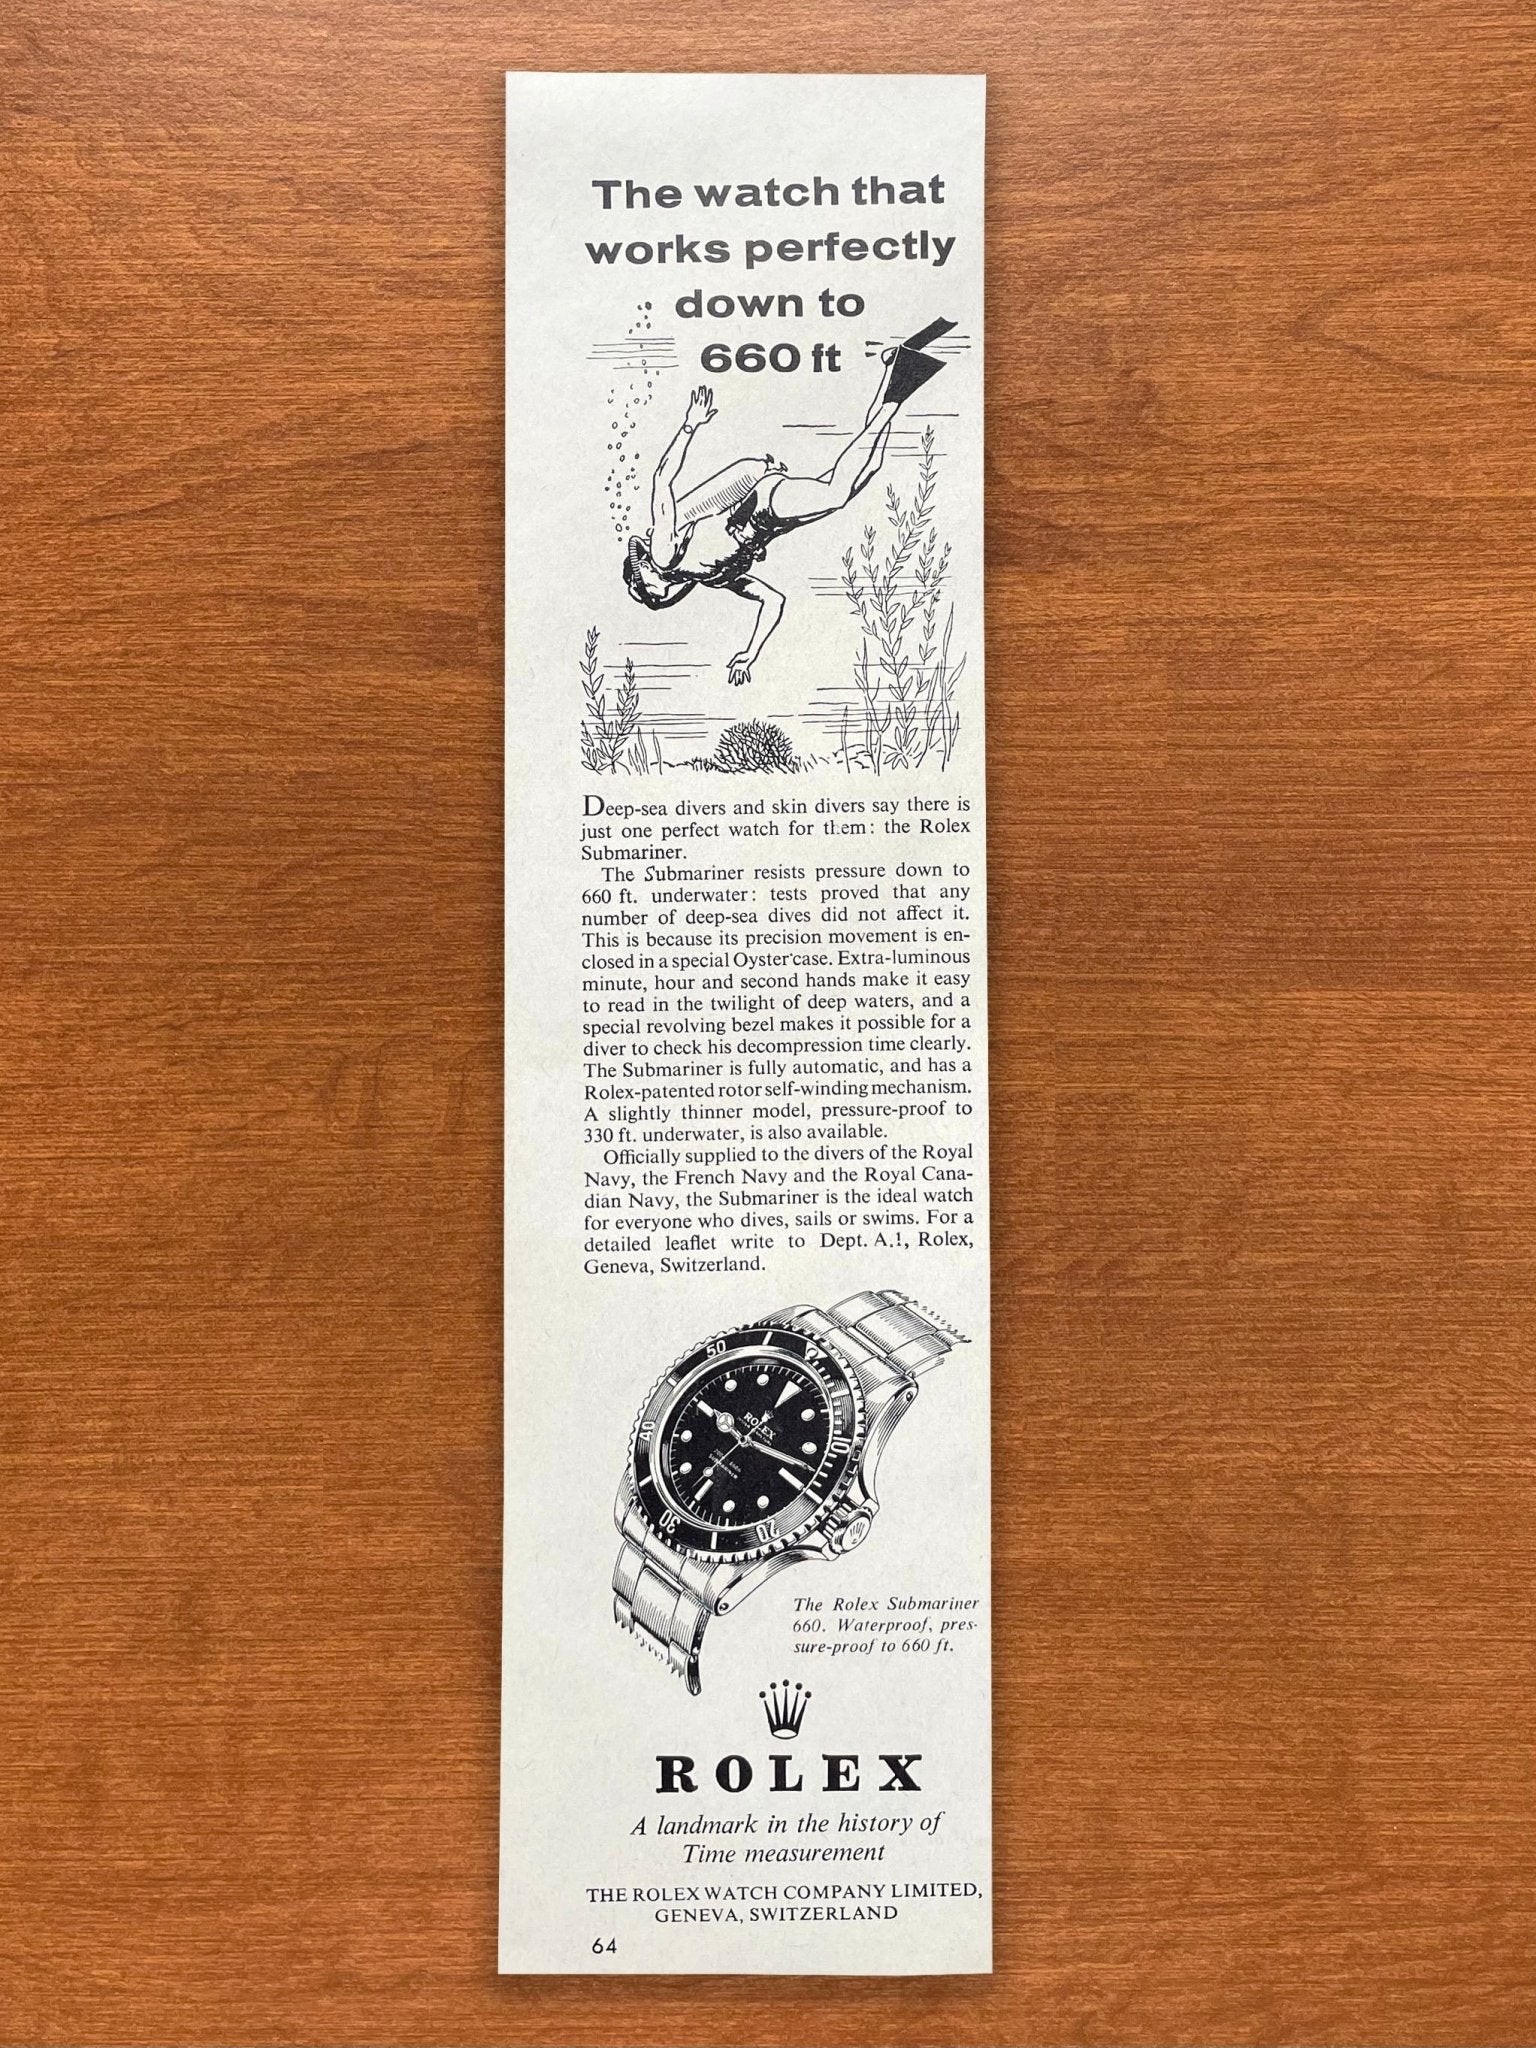 The watch that
works perfectly
down to
660 ft
Deep-sea divers and skin divers say there is
just one perfect watch for them: the Rolex
Submariner.
The Submariner resists pressure down to
660 ft. underwater: tests proved that any
number of deep-sea dives did not affect it.
This is because its precision movement is en-
closed in a special Oyster case. Extra-luminous
minute, hour and second hands make it easy
to read in the twilight of deep waters, and a
special revolving bezel makes it possible for a
diver to check his decompression time clearly.
The Submariner is fully automatic, and has a
Rolex-patented rotor self-winding mechanism.
A slightly thinner model, pressure-proof to
330 ft. underwater, is also available.
Officially supplied to the divers of the Royal
Navy, the French Navy and the Royal Cana-
dian Navy, the Submariner is the ideal watch
for everyone who dives, sails or swims. For a
detailed leaflet write to Dept. A.1, Rolex,
Geneva, Switzerland.
50
10
20
30
40
ROLEX
SUBMARINER
The Rolex Submariner
660. Waterproof, pres-
sure-proof to 660 ft.
ROLEX
A landmark in the history of
Time measurement
THE ROLEX WATCH COMPANY LIMITED,
GENEVA, SWITZERLAND
64